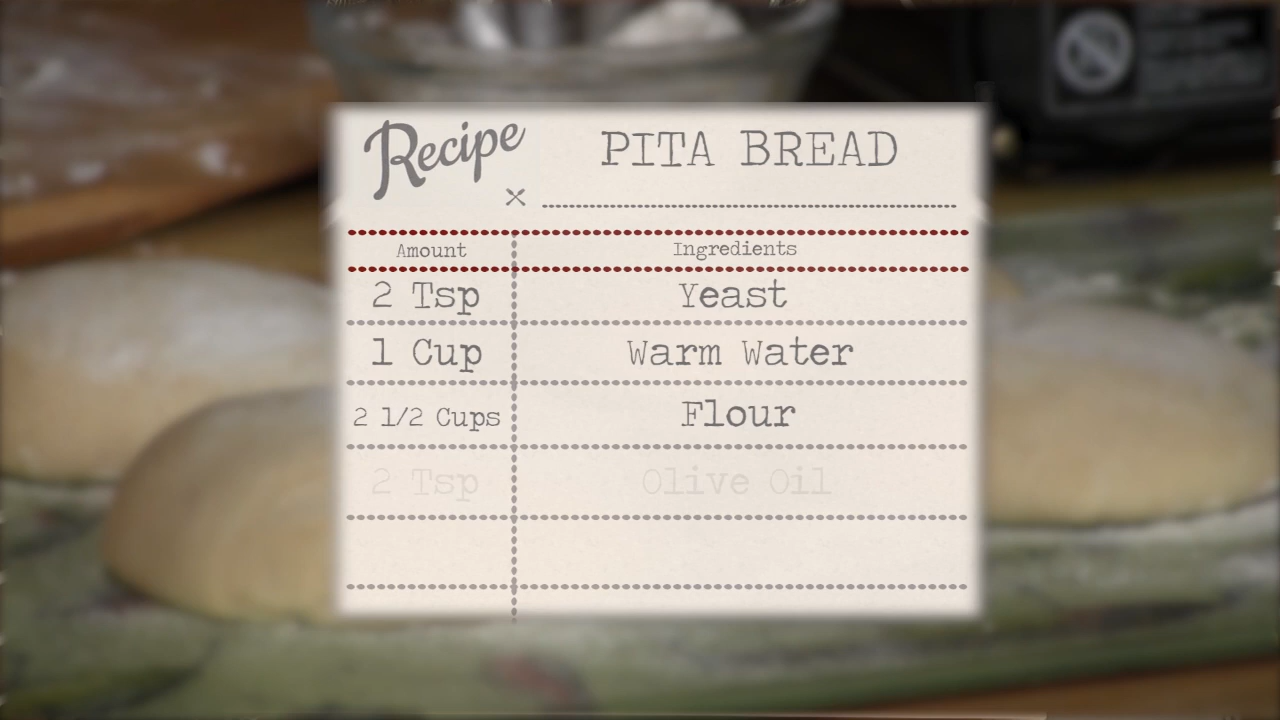 Recipe
PITA BREAD
Amount Ingredients
2 Tsp Yeast
1 Cup Warm Water
2 1/2 Cups Flour
2 Tsp Olive Oil